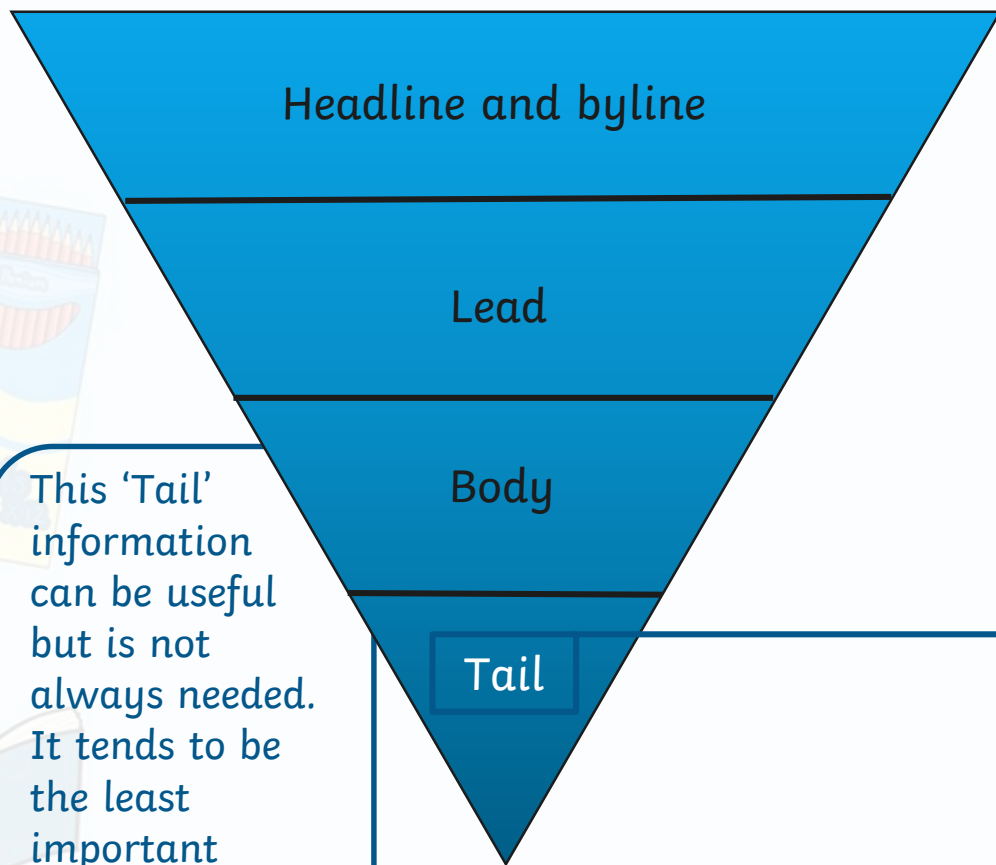 Headline and byline
Lead
Body
Tail
This ‘Tail’
information
can be useful
but is not
always needed.
It tends to be
the least
important